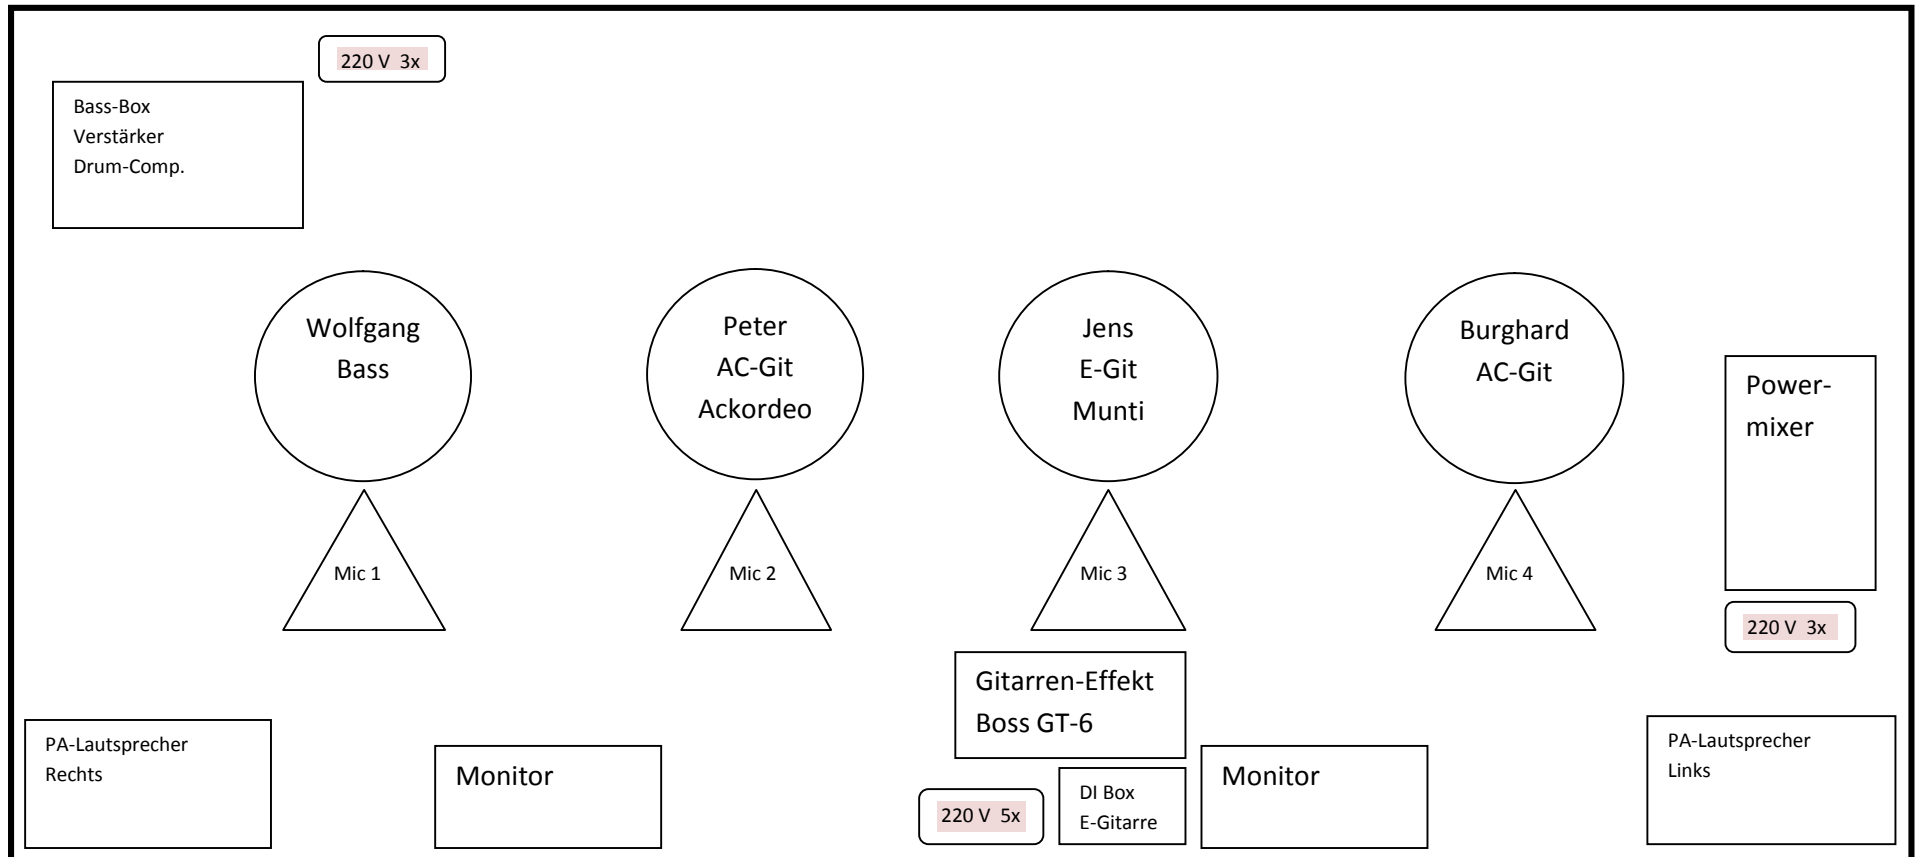 220 V 3x
Bass-Box
Verstärker
Drum-Comp.
Wolfgang
Bass
Peter
AC-Git
Ackordeo
Jens
E-Git
Munti
Burghard
AC-Git
Power-
mixer
Mic 1
Mic 2
Mic 3
Mic 4
220 V 3x
Gitarren-Effekt
Boss GT-6
PA-Lautsprecher
Rechts
Monitor
220 V 5x
DI Box
E-Gitarre
Monitor
PA-Lautsprecher
Links